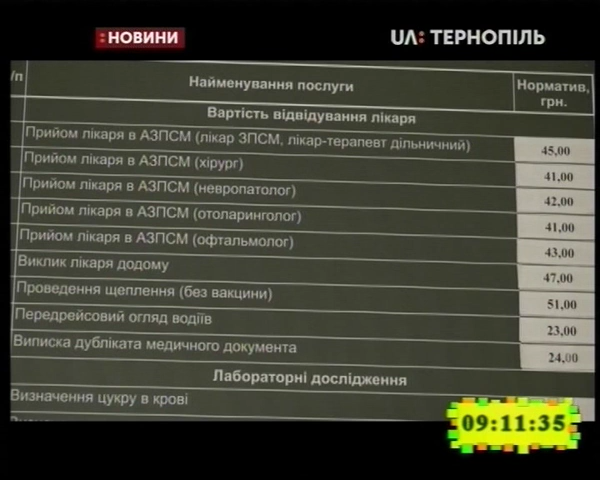 :НОВИНИ
UA: ТЕРНОПІЛЬ
/п Найменування послуги Норматив, грн.
Вартість відвідування лікаря
Прийом лікаря в АЗПСМ (лікар ЗПСМ, лікар-терапевт дільничний) 45,00
Прийом лікаря в АЗПСМ (хірург) 41,00
Прийом лікаря в АЗПСМ (невропатолог) 42,00
Прийом лікаря в АЗПСМ (отоларинголог) 41,00
Прийом лікаря в АЗПСМ (офтальмолог) 43,00
Виклик лікаря додому 47,00
Проведення щеплення (без вакцини) 51,00
Передрейсовий огляд водіїв 23,00
Виписка дубліката медичного документа 24,00
Лабораторні дослідження
Визначення цукру в крові
09:11:35